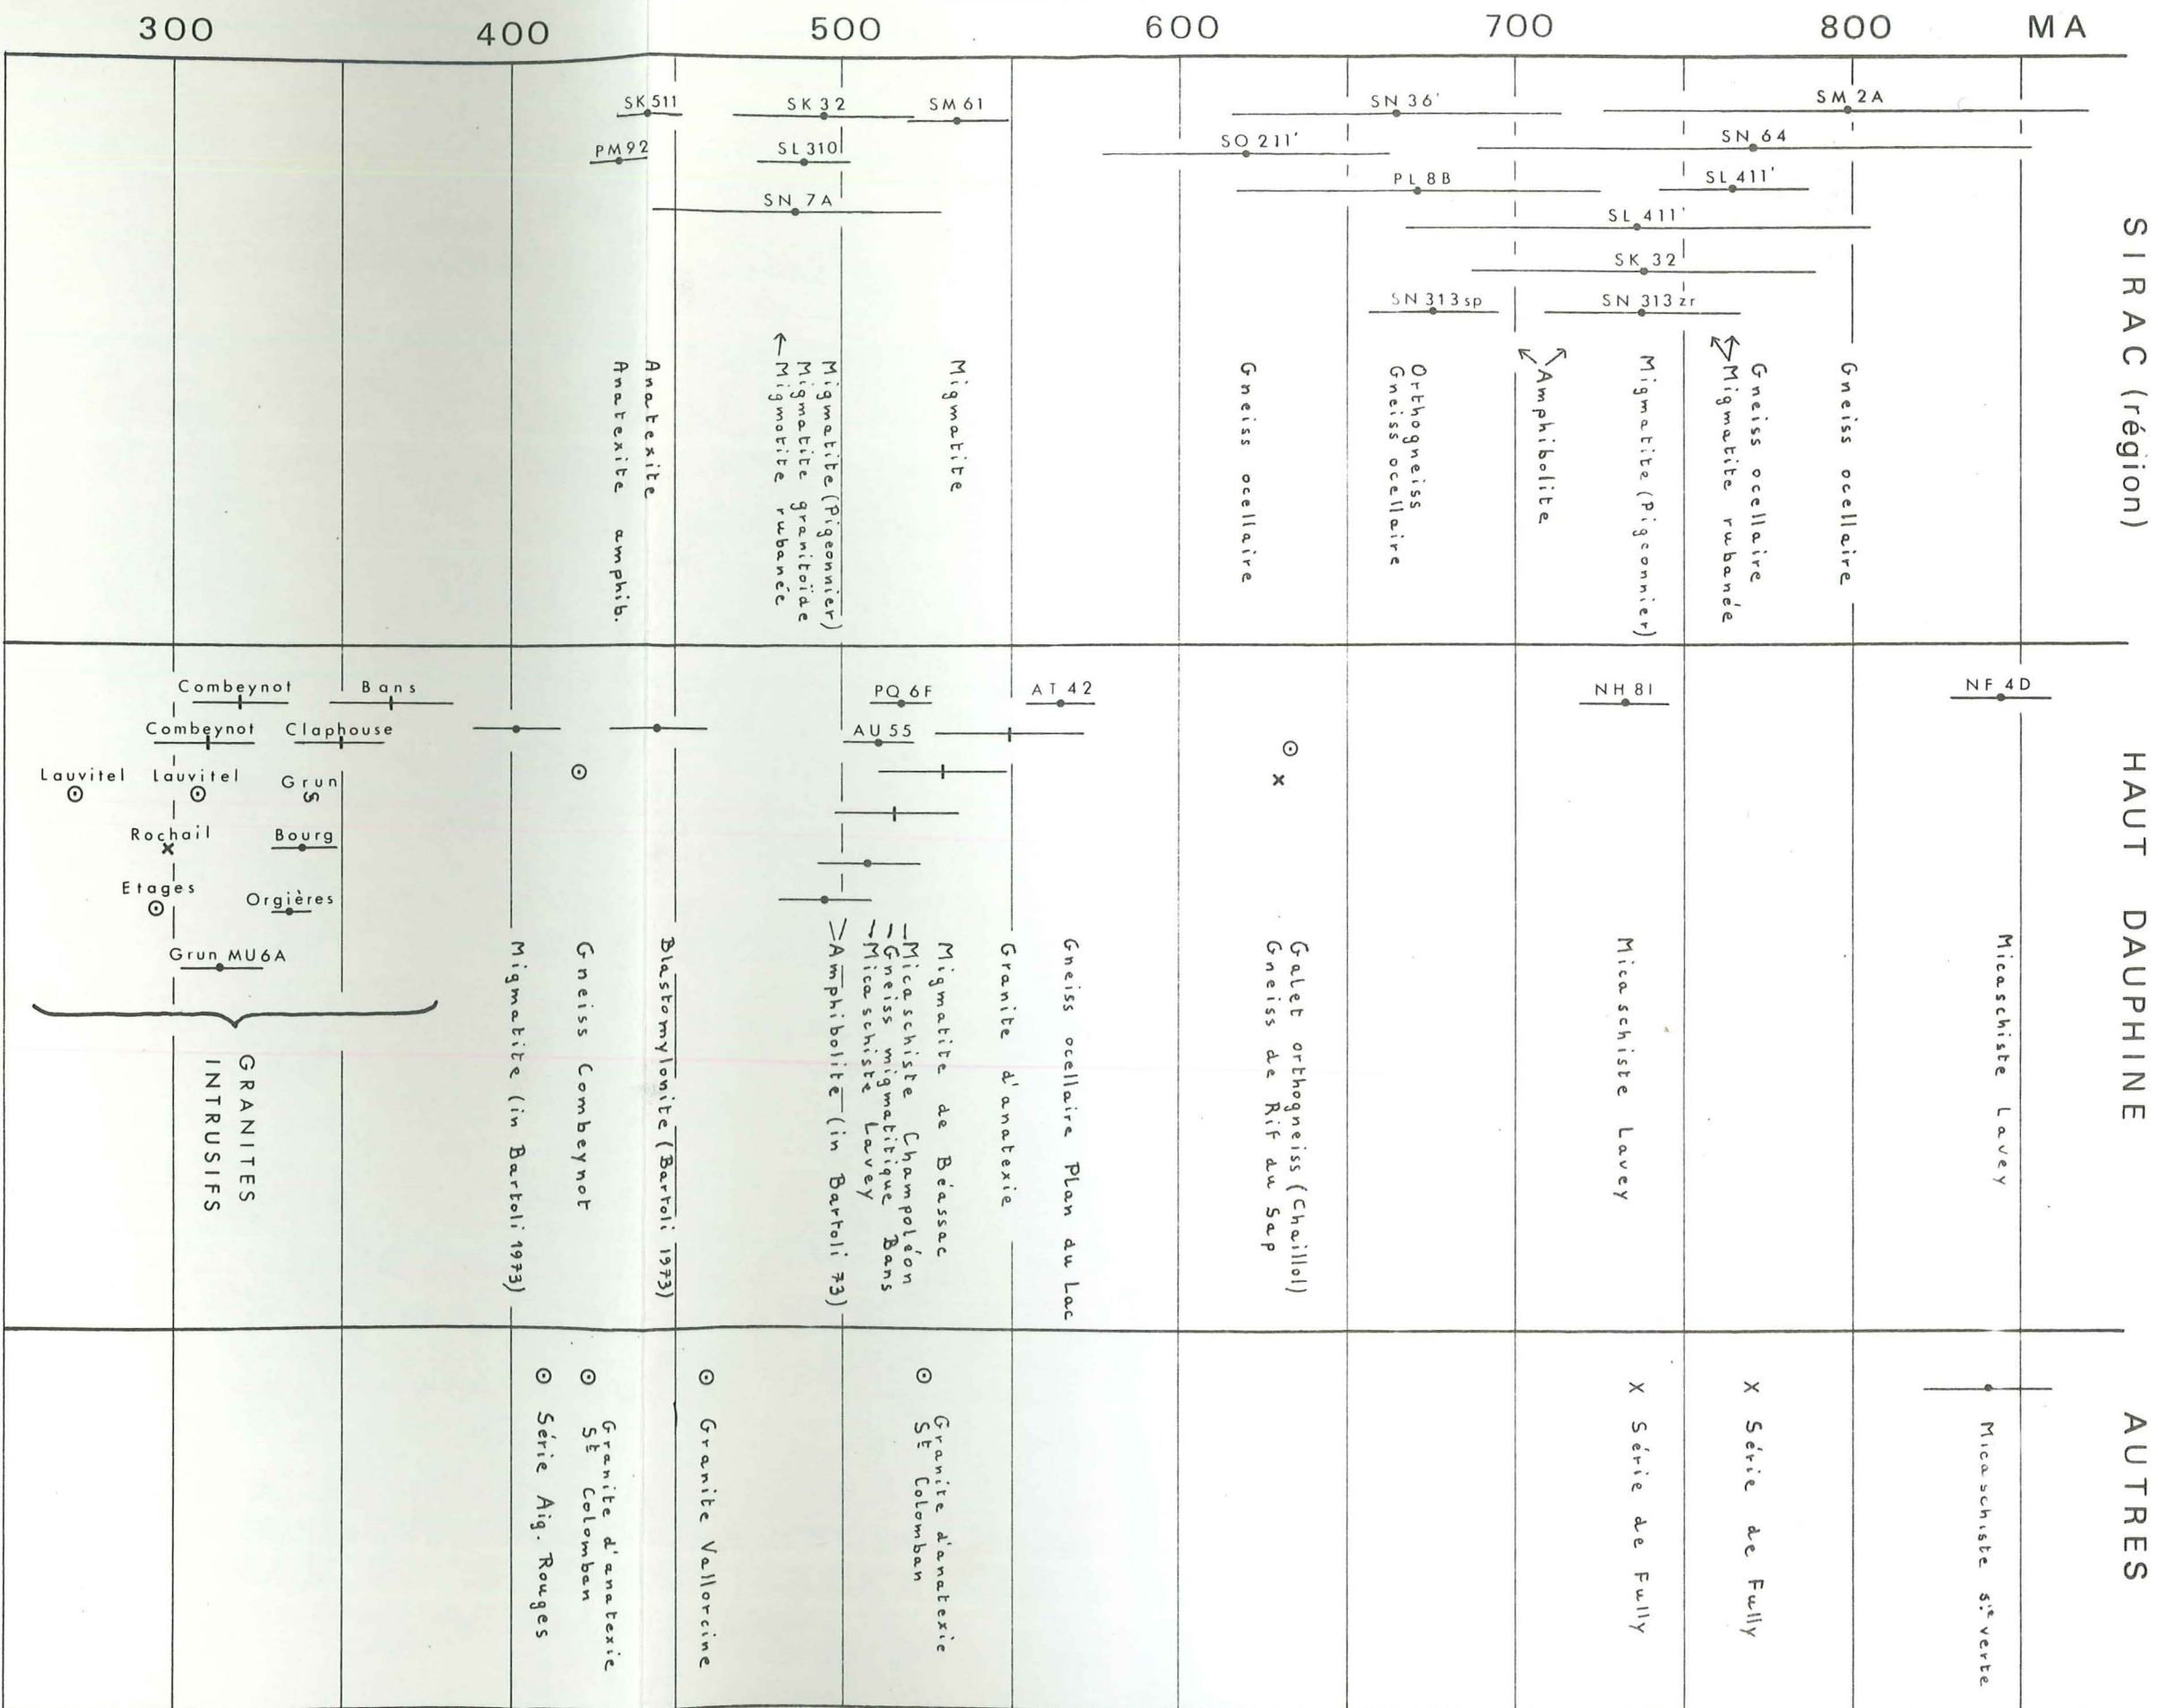 300 400 500 600 700 800 MA
SIRAC (région)
SK 511 SK 32 SM 61 SN 36' SM 2A
PM 92 SL 310 SO 211' SN 64
SN 7A PL 8B SL 411'
SL 411'
SK 32
SN 313 sp SN 313 zr
Anatexite amphib.
Anatexite
Migmotite rubanée
Migmatite granitoïde
Migmatite (Pigeonnier)
Migmatite
Gneiss ocellaire
Gneiss ocellaire
Orthogneiss
Amphibolite
Migmatite (Pigeonnier)
Migmatite rubanée
Gneiss ocellaire
Gneiss ocellaire
HAUT DAUPHINE
Combeynot Bans PQ 6F AT 42 NH 81 NF 4D
Combeynot Claphouse AU 55
Lauvitel Lauvitel Grun
Rochail Bourg
Etages Orgières
Grun MU6A
GRANITES
INTRUSIFS
Migmatite (in Bartoli 1973)
Gneiss Combeynot
Blastomylonite (Bartoli 1973)
Amphibolite (in Bartoli 73)
Micaschiste Lavey
Gneiss migmatitique Bans
Micaschiste Champoléon
Migmatite de Béassac
Granite d'anatexie
Gneiss ocellaire Plan du Lac
Gneiss de Rif du Sap
Galet orthogneiss (Chaillol)
Micaschiste Lavey
Micaschiste Lavey
AUTRES
Série Aig. Rouges
Granite d'anatexie
St Colomban
Granite Vallorcine
Granite d'anatexie
St Colomban
Série de Fully
Série de Fully
Micaschiste sie verte